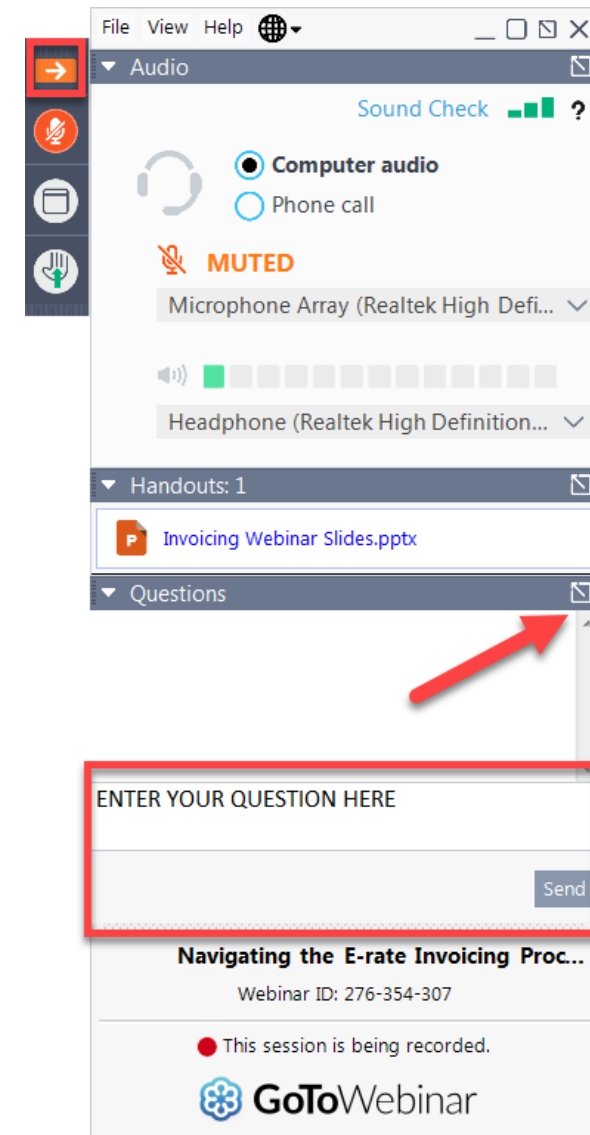 File View Help
Audio
Sound Check ?
Computer audio
Phone call
MUTED
Microphone Array (Realtek High Defi...
Headphone (Realtek High Definition...
Handouts: 1
P Invoicing Webinar Slides.pptx
Questions
ENTER YOUR QUESTION HERE
Send
Navigating the E-rate Invoicing Proc...
Webinar ID: 276-354-307
This session is being recorded.
GoToWebinar